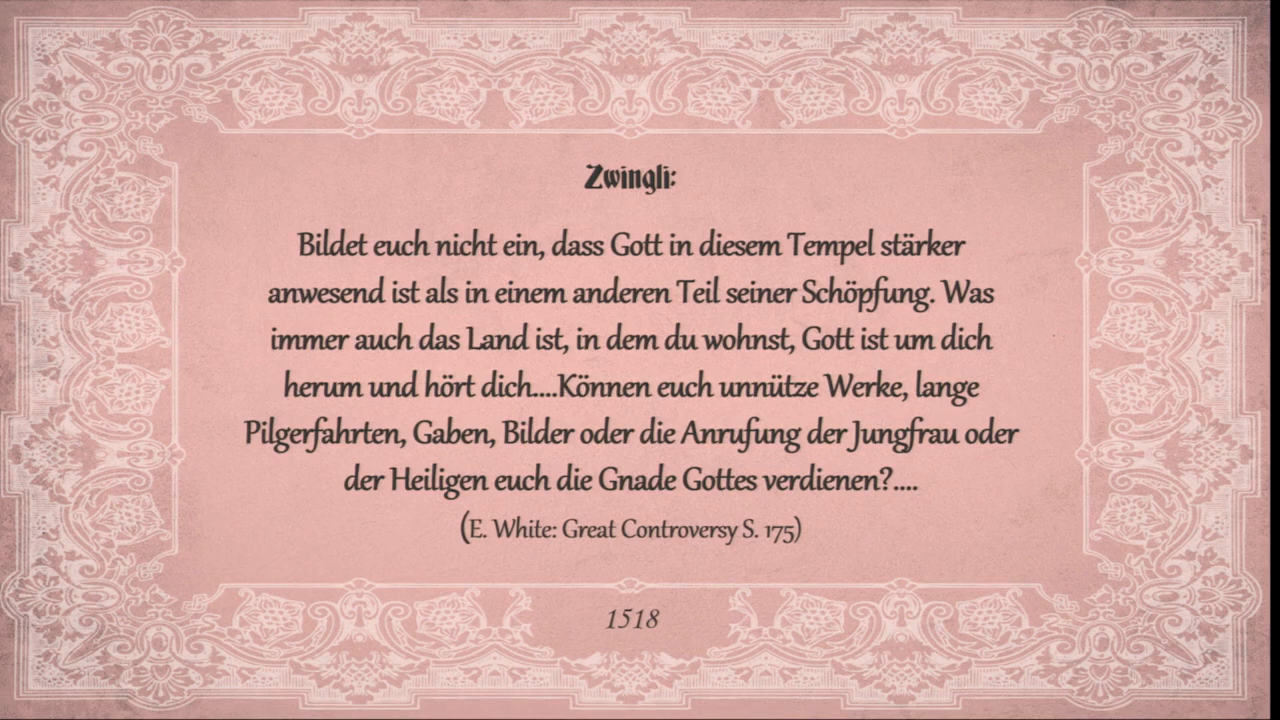 Zwingli:
Bildet euch nicht ein, dass Gott in diesem Tempel stärker
anwesend ist als in einem anderen Teil seiner Schöpfung. Was
immer auch das Land ist, in dem du wohnst, Gott ist um dich
herum und hört dich....Können euch unnütze Werke, lange
Pilgerfahrten, Gaben, Bilder oder die Anrufung der Jungfrau oder
der Heiligen euch die Gnade Gottes verdienen?....
(E. White: Great Controversy S. 175)
1518